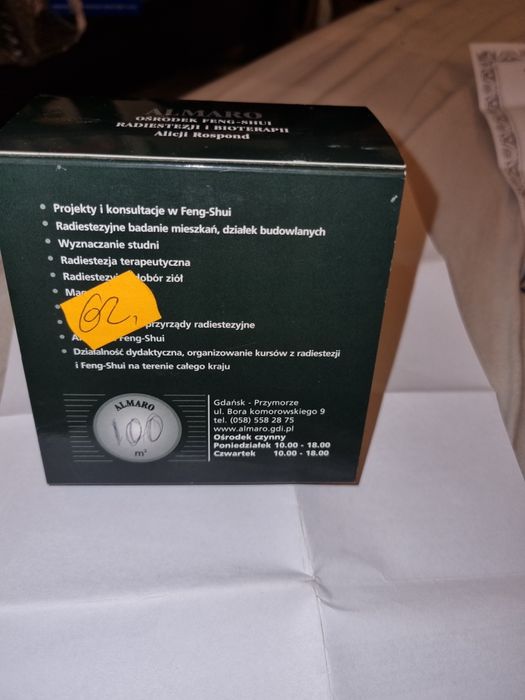 ALMARO
OŚRODEK FENG-SHUI
RADIESTEZJI i BIOTERAPII
Alicji Rospond
• Projekty i konsultacje w Feng-Shui
• Radiestezyjne badanie mieszkań, działek budowlanych
• Wyznaczanie studni
• Radiestezja terapeutyczna
• dobór ziół
62,
przyrządy radiestezyjne
Feng-Shui
• Działalność dydaktyczna, organizowanie kursów z radiestezji
i Feng-Shui na terenie całego kraju
ALMARO
100
m²
Gdańsk - Przymorze
ul. Bora komorowskiego 9
tel. (058) 558 28 75
www.almaro.gdi.pl
Ośrodek czynny
Poniedziałek 10.00 - 18.00
Czwartek 10.00 - 18.00